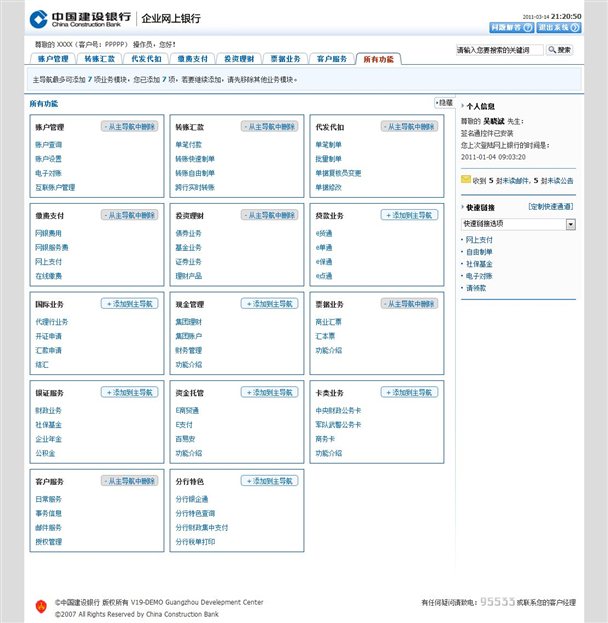 中国建设银行 企业网上银行
China Construction Bank
2011-03-14 21:20:50
问题解答 退出系统
尊敬的 XXXX (客户号：PPPPP) 操作员，您好！
请输入您要搜索的关键词 搜索
账户管理 转账汇款 代发代扣 缴费支付 投资理财 票据业务 客户服务 所有功能
主导航最多可添加 7 项业务模块，您已添加 7 项，若要继续添加，请先移除其他业务模块。
所有功能
隐藏
账户管理 - 从主导航中删除
账户查询
账户设置
电子对账
互联账户管理
转账汇款 - 从主导航中删除
单笔付款
转账快速制单
转账自由制单
跨行实时转账
代发代扣 - 从主导航中删除
单笔制单
批量制单
单据复核员变更
单据修改
缴费支付 - 从主导航中删除
网银费用
网银服务费
网上支付
在线缴费
投资理财 - 从主导航中删除
债券业务
基金业务
证券业务
理财产品
贷款业务 + 添加到主导航
e贷通
e单通
e保通
e点通
国际业务 + 添加到主导航
代理行业务
开证申请
汇款申请
结汇
现金管理 + 添加到主导航
集团理财
集团账户
财务管理
功能介绍
票据业务 - 从主导航中删除
商业汇票
汇本票
功能介绍
银证服务 + 添加到主导航
财政业务
社保基金
企业年金
公积金
资金托管 + 添加到主导航
E商贸通
E支付
百易安
功能介绍
卡类业务 + 添加到主导航
中央财政公务卡
军队武警公务卡
商务卡
功能介绍
客户服务 - 从主导航中删除
日常服务
事务信息
邮件服务
授权管理
分行特色 + 添加到主导航
分行银企通
分行特色查询
分行财政集中支付
分行税单打印
个人信息
尊敬的 吴晓斌 先生：
签名通控件已安装
您上次登陆网上银行的时间是：
2011-01-04 09:03:20
收到 5 封未读邮件，5 封未读公告
快速链接 [定制快速通道]
快速链接选项
网上支付
自由制单
社保基金
电子对账
请领款
©中国建设银行 版权所有 V19-DEMO Guangzhou Development Center
©2007 All Rights Reserved by China Construction Bank
有任何疑问请致电：95533 或联系您的客户经理